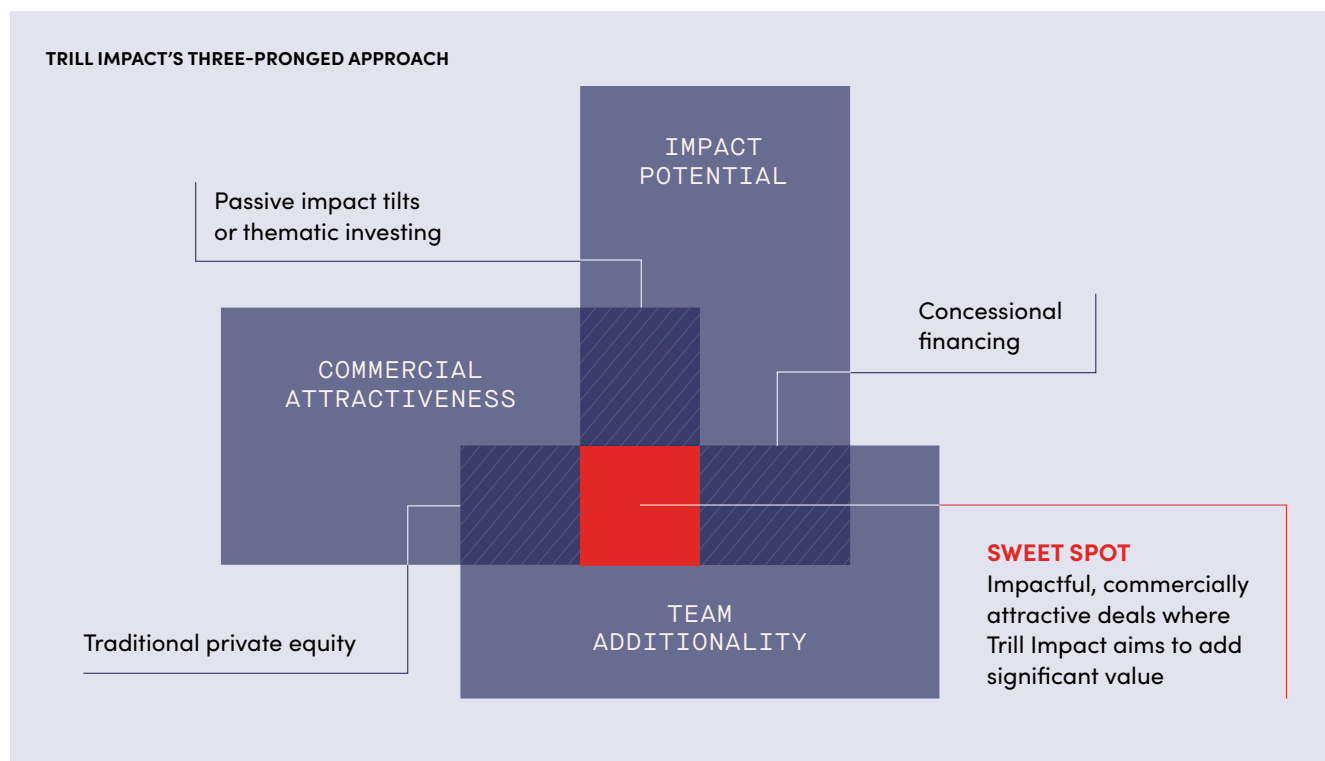 TRILL IMPACT’S THREE-PRONGED APPROACH
IMPACT
POTENTIAL
Passive impact tilts
or thematic investing
Concessional
financing
COMMERCIAL
ATTRACTIVENESS
SWEET SPOT
Impactful, commercially
attractive deals where
Trill Impact aims to add
significant value
TEAM
ADDITIONALITY
Traditional private equity